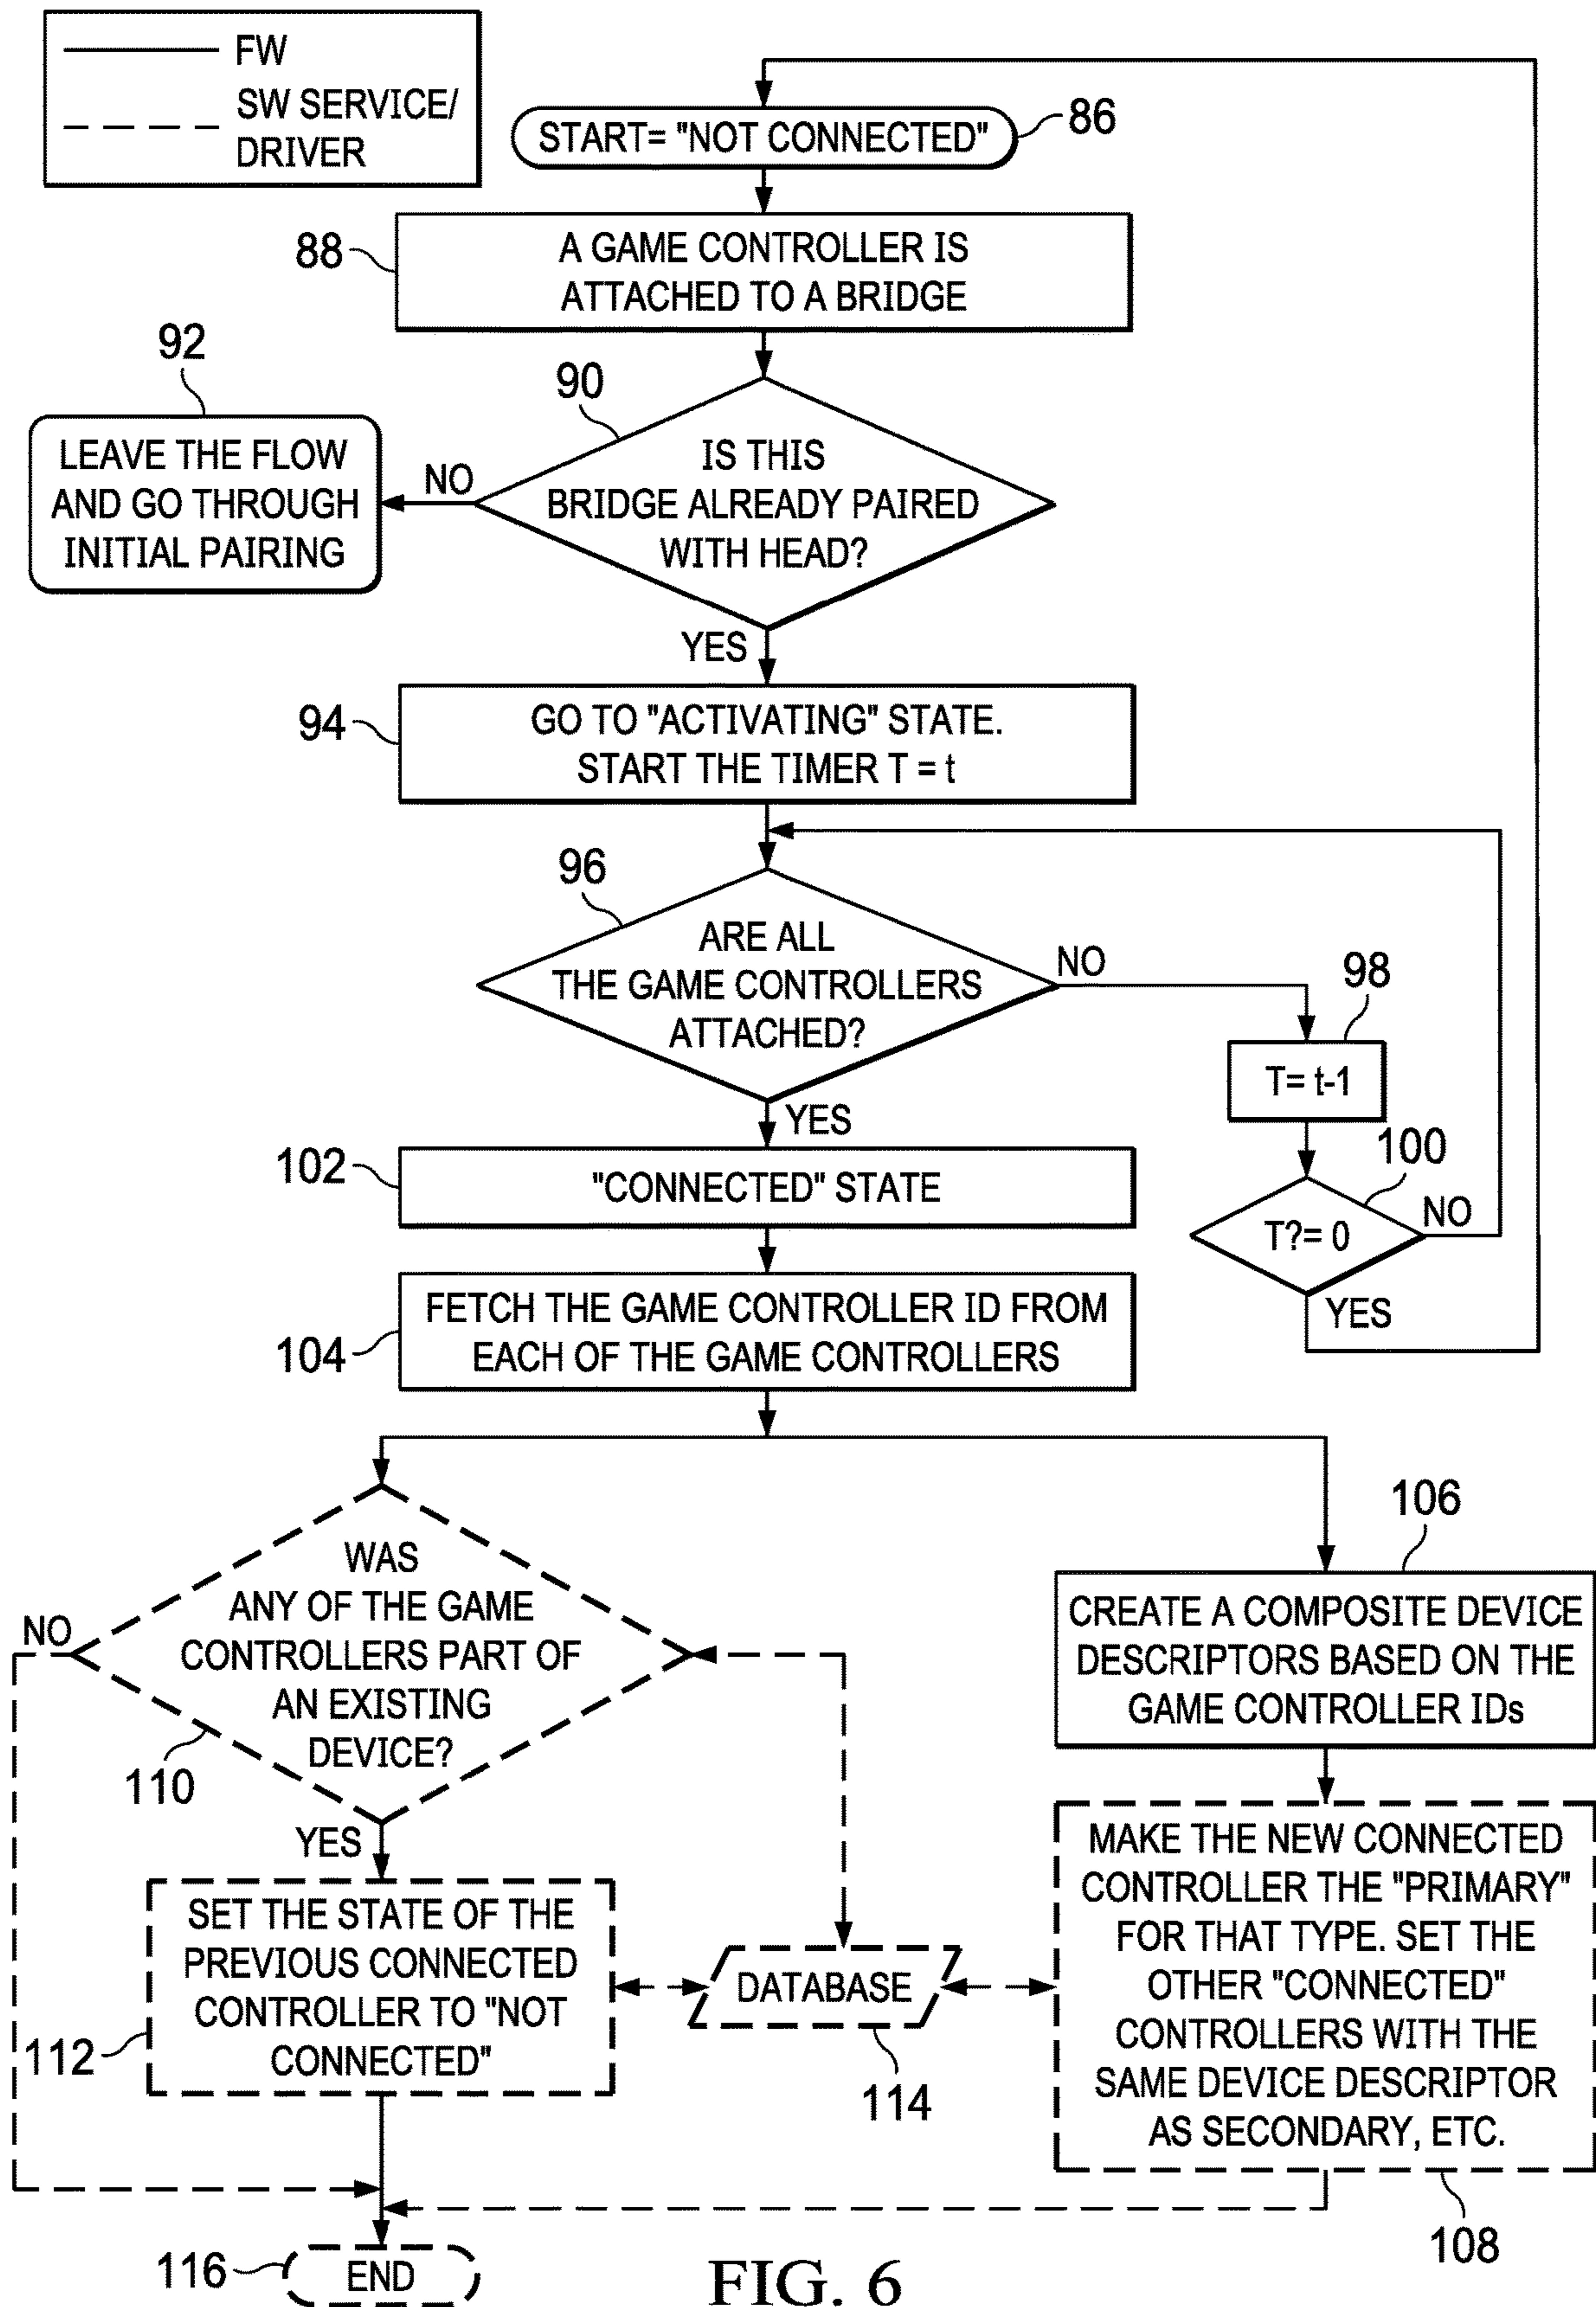 FW
SW SERVICE/
DRIVER
START= "NOT CONNECTED"
86
88
A GAME CONTROLLER IS
ATTACHED TO A BRIDGE
92
90
LEAVE THE FLOW
AND GO THROUGH
INITIAL PAIRING
NO
IS THIS
BRIDGE ALREADY PAIRED
WITH HEAD?
YES
94
GO TO "ACTIVATING" STATE.
START THE TIMER T = t
96
ARE ALL
THE GAME CONTROLLERS
ATTACHED?
NO
98
T= t-1
YES
100
102
"CONNECTED" STATE
T?= 0
NO
YES
104
FETCH THE GAME CONTROLLER ID FROM
EACH OF THE GAME CONTROLLERS
106
NO
WAS
ANY OF THE GAME
CONTROLLERS PART OF
AN EXISTING
DEVICE?
110
CREATE A COMPOSITE DEVICE
DESCRIPTORS BASED ON THE
GAME CONTROLLER IDs
YES
112
SET THE STATE OF THE
PREVIOUS CONNECTED
CONTROLLER TO "NOT
CONNECTED"
DATABASE
114
MAKE THE NEW CONNECTED
CONTROLLER THE "PRIMARY"
FOR THAT TYPE. SET THE
OTHER "CONNECTED"
CONTROLLERS WITH THE
SAME DEVICE DESCRIPTOR
AS SECONDARY, ETC.
108
116
END
FIG. 6